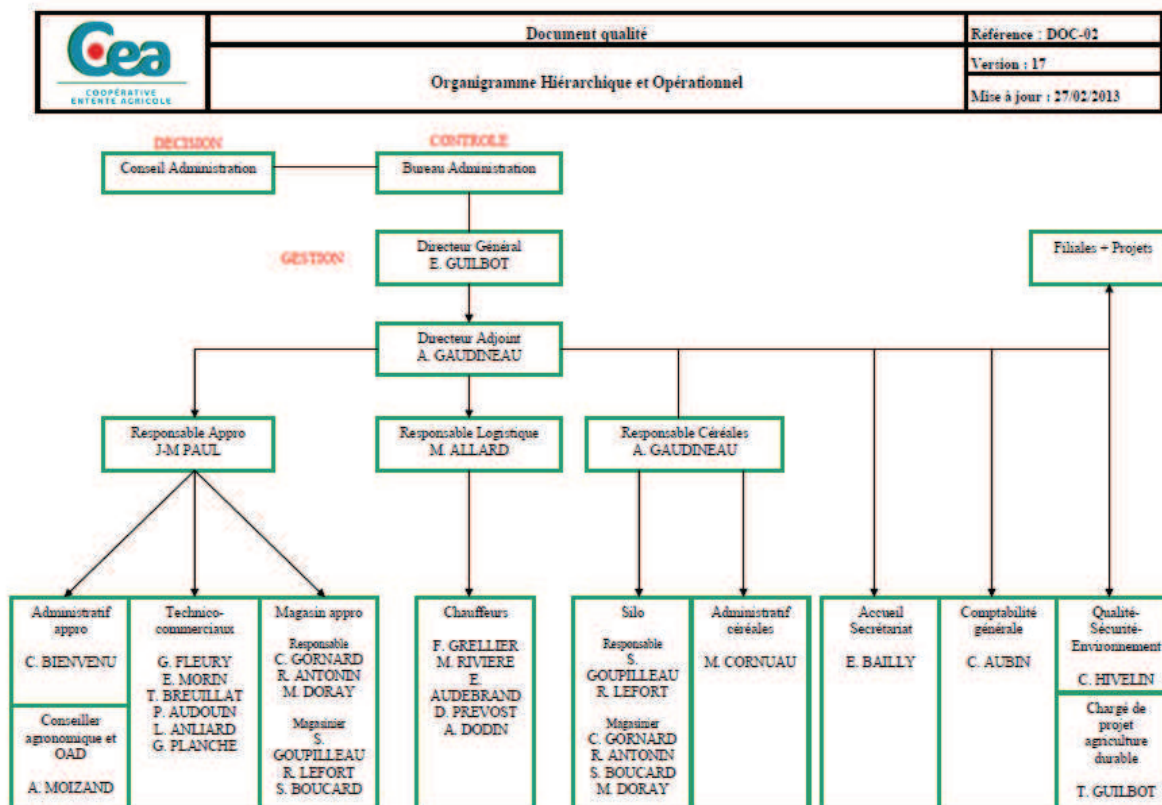 Cea
COOPÉRATIVE
ENTENTE AGRICOLE
Document qualité
Organigramme Hiérarchique et Opérationnel
Référence : DOC-02
Version : 17
Mise à jour : 27/02/2013
DECISION
CONTROLE
Conseil Administration
Bureau Administration
GESTION
Directeur Général
E. GUILBOT
Filiales + Projets
Directeur Adjoint
A. GAUDINEAU
Responsable Appro
J-M PAUL
Responsable Logistique
M. ALLARD
Responsable Céréales
A. GAUDINEAU
Administratif
appro
C. BIENVENU
Conseiller
agronomique et
OAD
A. MOIZAND
Technico-
commerciaux
G. FLEURY
E. MORIN
T. BREUILLAT
P. AUDOUIN
L. ANLIARD
G. PLANCHE
Magasin appro
Responsable
C. GORNARD
R. ANTONIN
M. DORAY
Magasinier
S.
GOUPILLEAU
R. LEFORT
S. BOUCARD
Chauffeurs
F. GRELLIER
M. RIVIERE
E.
AUDEBRAND
D. PREVOST
A. DODIN
Silo
Responsable
S.
GOUPILLEAU
R. LEFORT
Magasinier
C. GORNARD
R. ANTONIN
S. BOUCARD
M. DORAY
Administratif
céréales
M. CORNUAU
Accueil
Secrétariat
E. BAILLY
Comptabilité
générale
C. AUBIN
Qualité-
Sécurité-
Environnement
C. HIVELIN
Chargé de
projet
agriculture
durable
T. GUILBOT